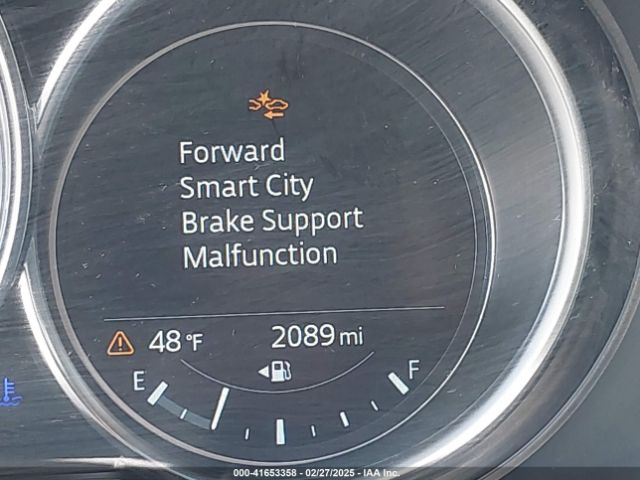 Forward
Smart City
Brake Support
Malfunction
48°F 2089 mi
E F
000-41653358 - 02/27/2025 - IAA Inc.